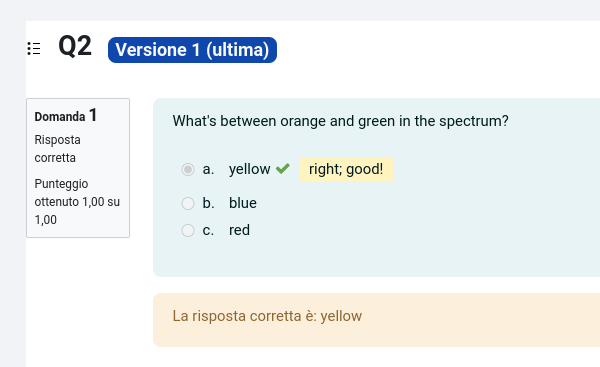 Q2 Versione 1 (ultima)
Domanda 1
Risposta
corretta
Punteggio
ottenuto 1,00 su
1,00
What's between orange and green in the spectrum?
a. yellow right; good!
b. blue
c. red
La risposta corretta è: yellow